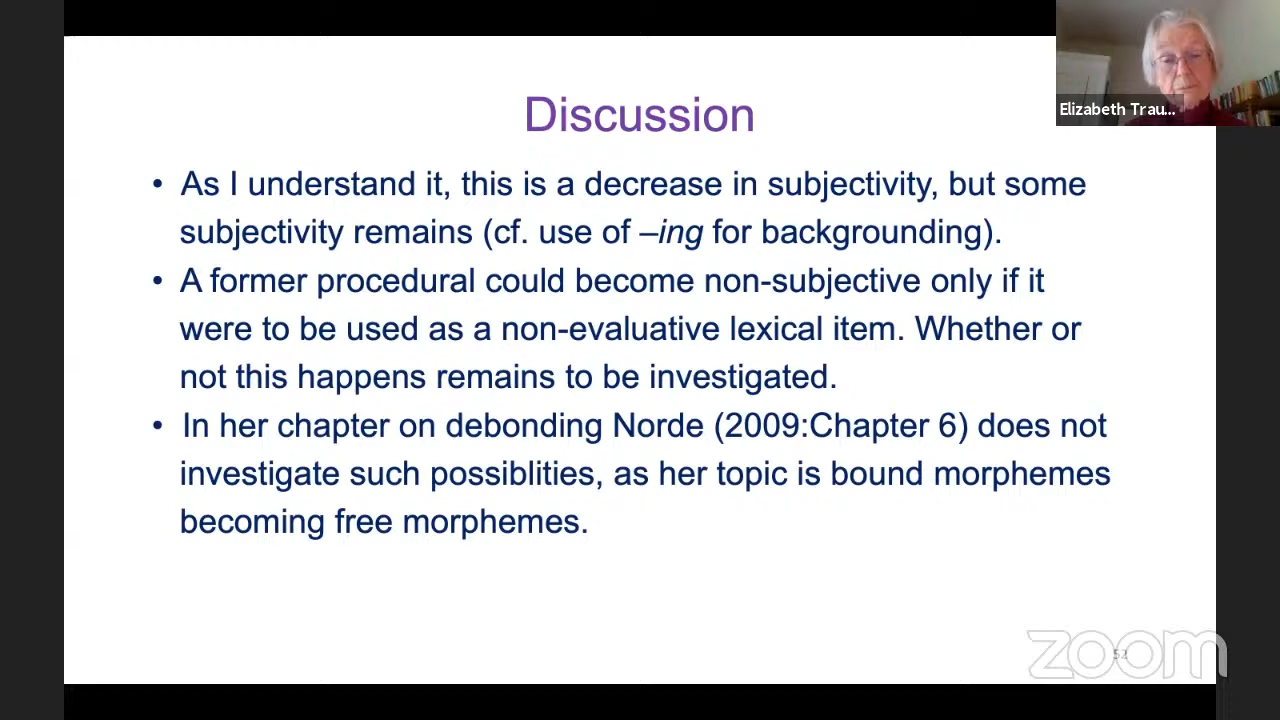 Discussion
Elizabeth Trau...
• As I understand it, this is a decrease in subjectivity, but some
subjectivity remains (cf. use of –ing for backgrounding).
• A former procedural could become non-subjective only if it
were to be used as a non-evaluative lexical item. Whether or
not this happens remains to be investigated.
• In her chapter on debonding Norde (2009:Chapter 6) does not
investigate such possiblities, as her topic is bound morphemes
becoming free morphemes.
zoom
52